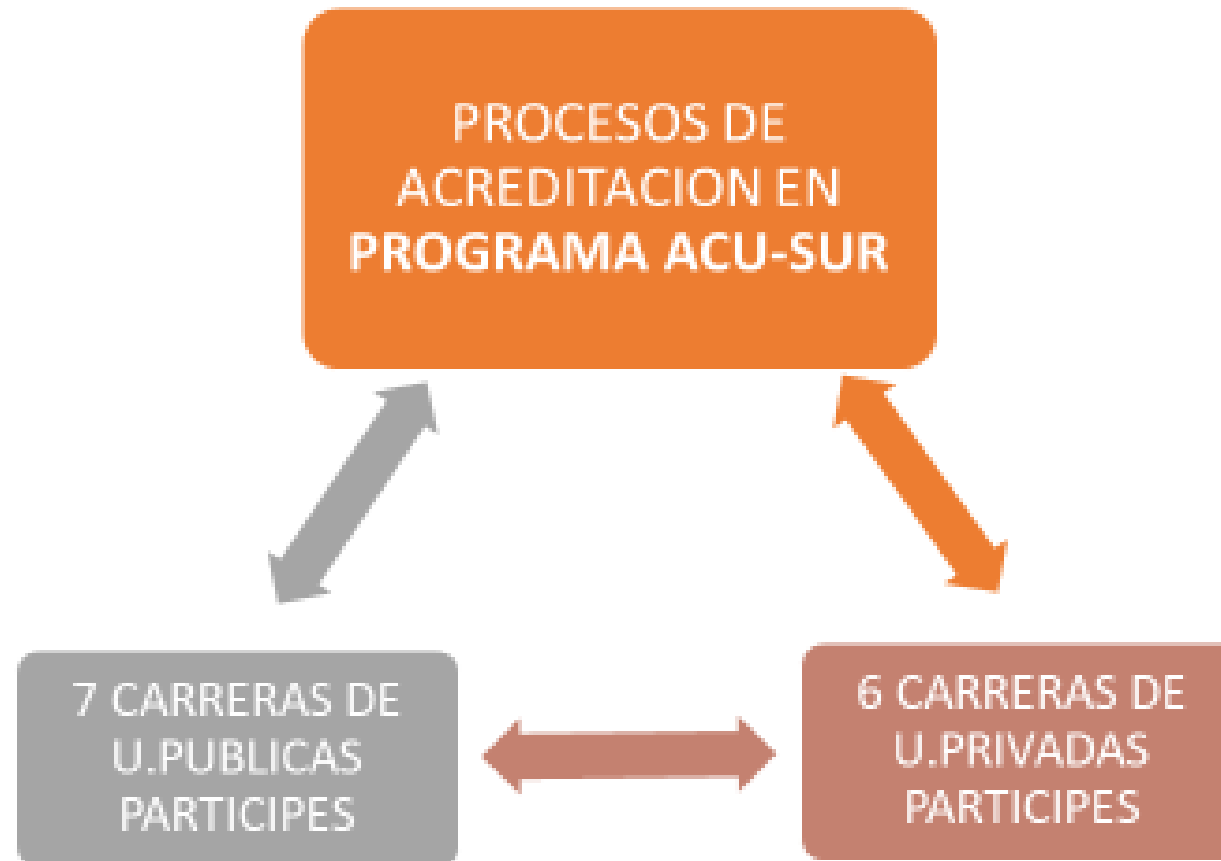 PROCESOS DE
ACREDITACION EN
PROGRAMA ACU-SUR
7 CARRERAS DE
U.PUBLICAS
PARTICIPES
6 CARRERAS DE
U.PRIVADAS
PARTICIPES